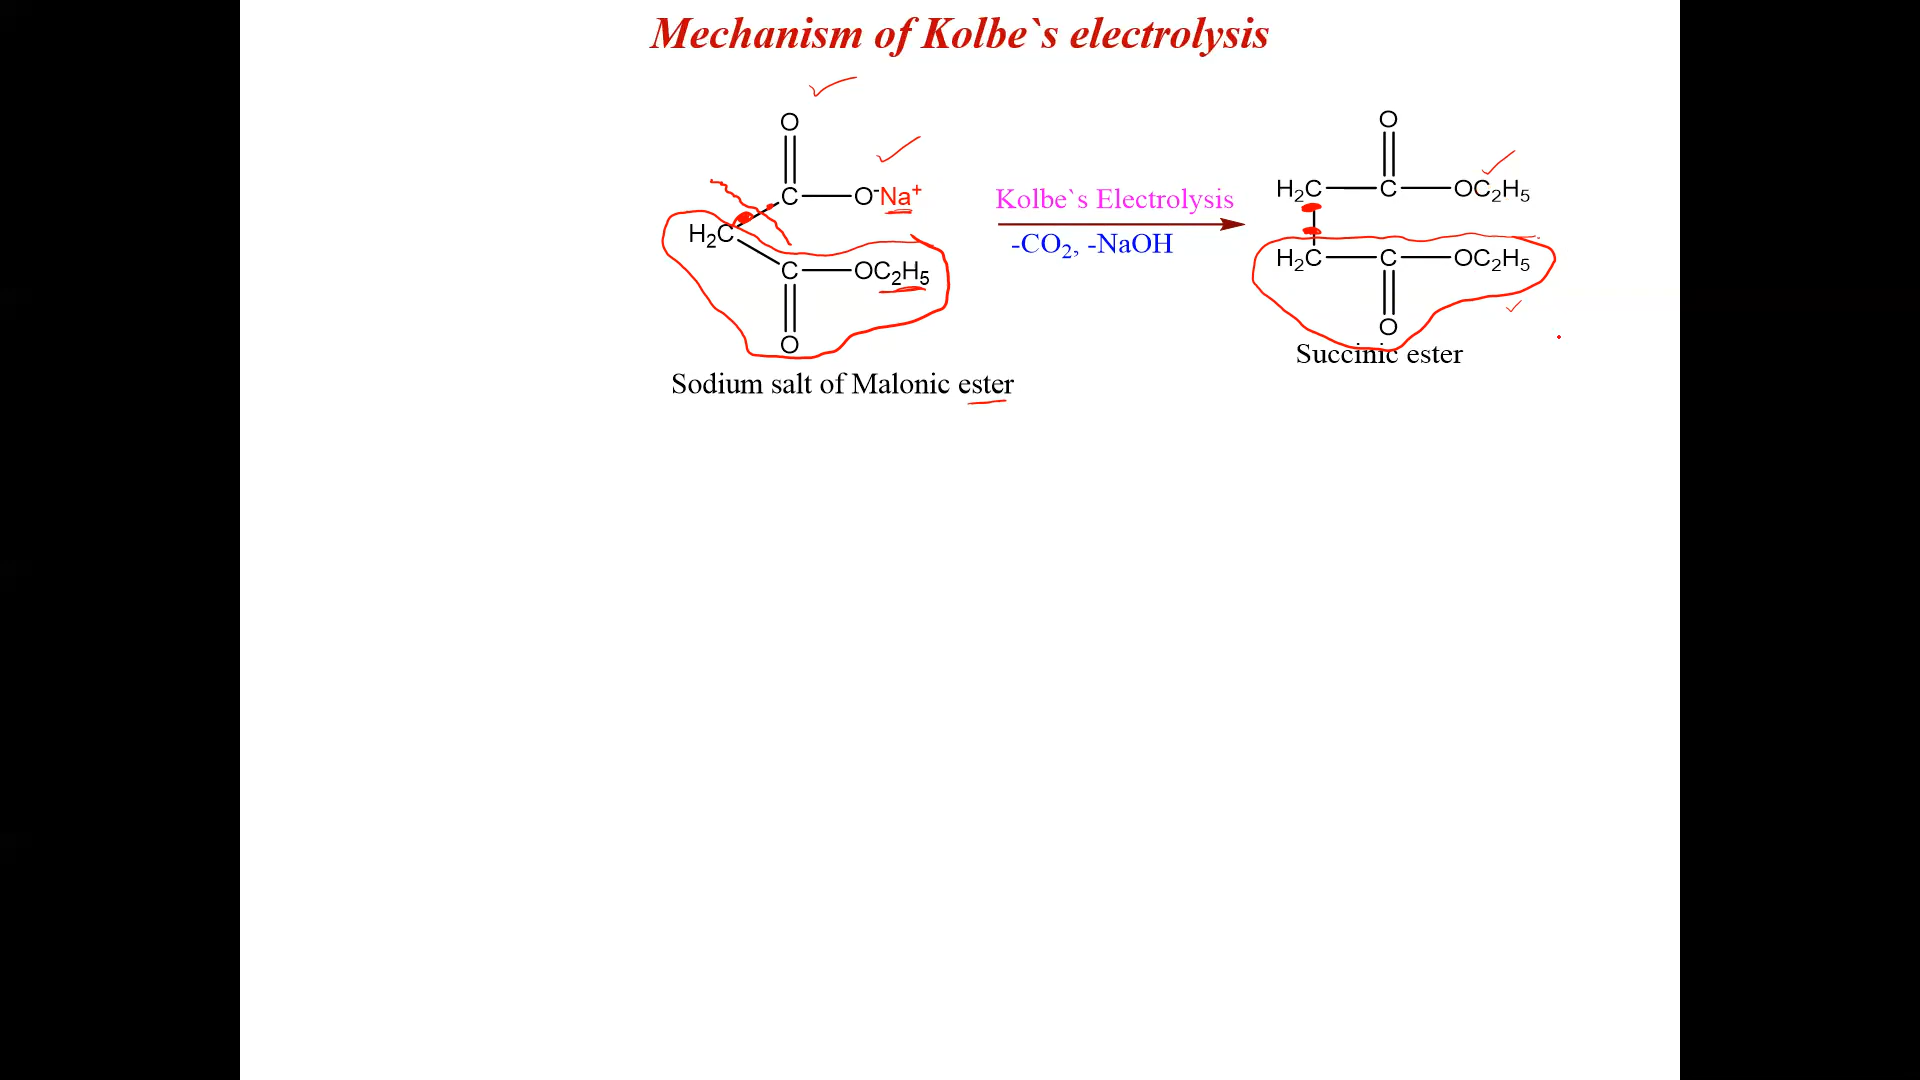 Mechanism of Kolbe`s electrolysis
O
C
O⁻Na⁺
H₂C
C
OC₂H₅
O
Sodium salt of Malonic ester
Kolbe`s Electrolysis
-CO₂, -NaOH
O
H₂C
C
OC₂H₅
H₂C
C
OC₂H₅
O
Succinic ester